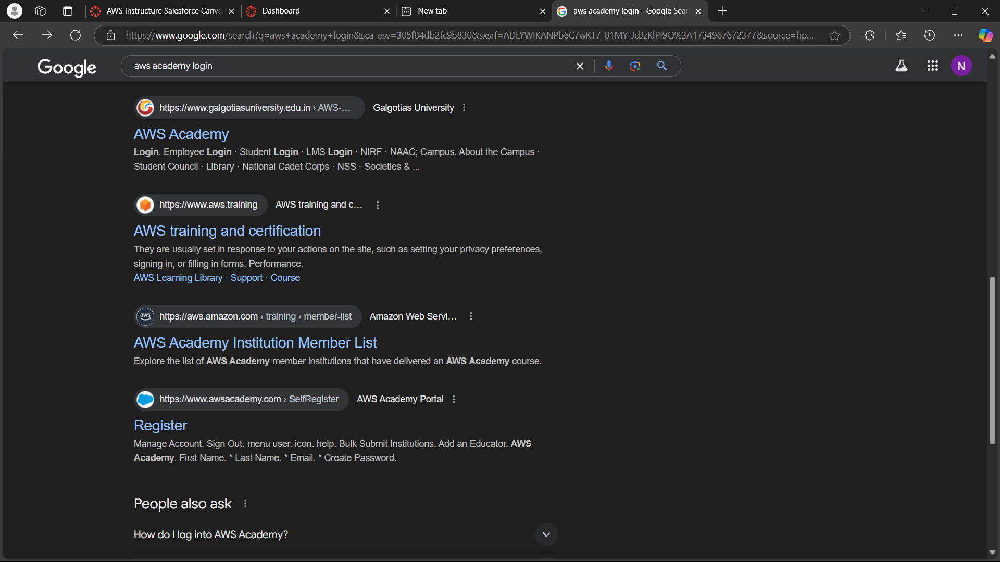 AWS Instructure Salesforce Canva
Dashboard
New tab
aws academy login - Google Sear
https://www.google.com/search?q=aws+academy+login&sca_esv=305f84db2fc9b830&sxsrf=ADLYWIKANPb6C7wKT7_01MY_JdJzKlPI9Q%3A1734967672377&source=hp...
Google
aws academy login
N
https://www.galgotiasuniversity.edu.in › AWS-... Galgotias University
AWS Academy
Login. Employee Login · Student Login · LMS Login · NIRF · NAAC; Campus. About the Campus ·
Student Council · Library · National Cadet Corps · NSS · Societies & ...
https://www.aws.training AWS training and c...
AWS training and certification
They are usually set in response to your actions on the site, such as setting your privacy preferences,
signing in, or filling in forms. Performance.
AWS Learning Library · Support · Course
aws https://aws.amazon.com › training › member-list Amazon Web Servi...
AWS Academy Institution Member List
Explore the list of AWS Academy member institutions that have delivered an AWS Academy course.
https://www.awsacademy.com › SelfRegister AWS Academy Portal
Register
Manage Account. Sign Out. menu user. icon. help. Bulk Submit Institutions. Add an Educator. AWS
Academy. First Name. * Last Name. * Email. * Create Password.
People also ask
How do I log into AWS Academy?